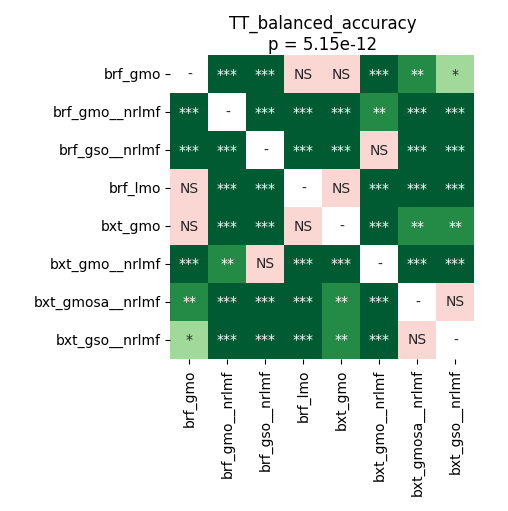 TT_balanced_accuracy
p = 5.15e-12
brf_gmo - *** *** NS NS *** ** *
brf_gmo__nrlmf *** - *** *** *** ** *** ***
brf_gso__nrlmf *** *** - *** *** NS *** ***
brf_lmo NS *** *** - NS *** *** ***
bxt_gmo NS *** *** NS - *** ** **
bxt_gmo__nrlmf *** ** NS *** *** - *** ***
bxt_gmosa__nrlmf ** *** *** *** ** *** - NS
bxt_gso__nrlmf * *** *** *** ** *** NS -
brf_gmo
brf_gmo__nrlmf
brf_gso__nrlmf
brf_lmo
bxt_gmo
bxt_gmo__nrlmf
bxt_gmosa__nrlmf
bxt_gso__nrlmf